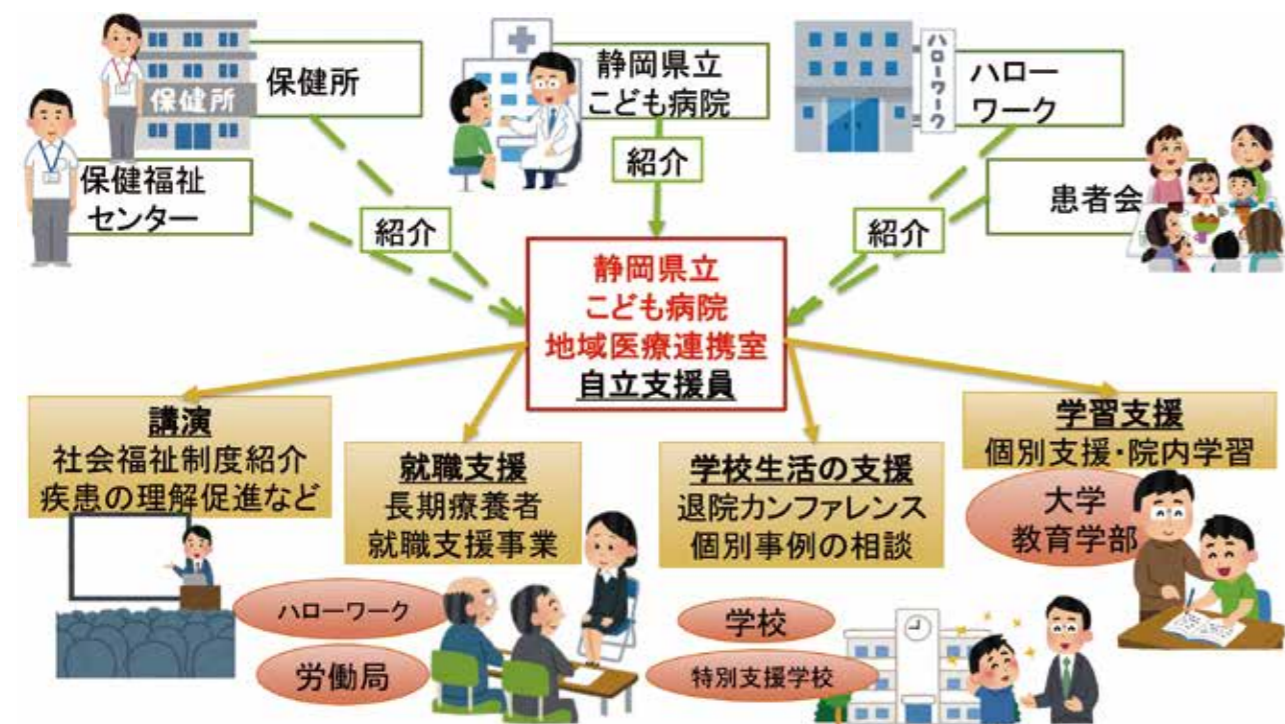 保健所
保健所
静岡県立
こども病院
ハローワーク
ハロー
ワーク
保健福祉
センター
紹介
紹介
紹介
患者会
静岡県立
こども病院
地域医療連携室
自立支援員
講演
社会福祉制度紹介
疾患の理解促進など
就職支援
長期療養者
就職支援事業
学校生活の支援
退院カンファレンス
個別事例の相談
学習支援
個別支援・院内学習
大学
教育学部
ハローワーク
労働局
学校
特別支援学校